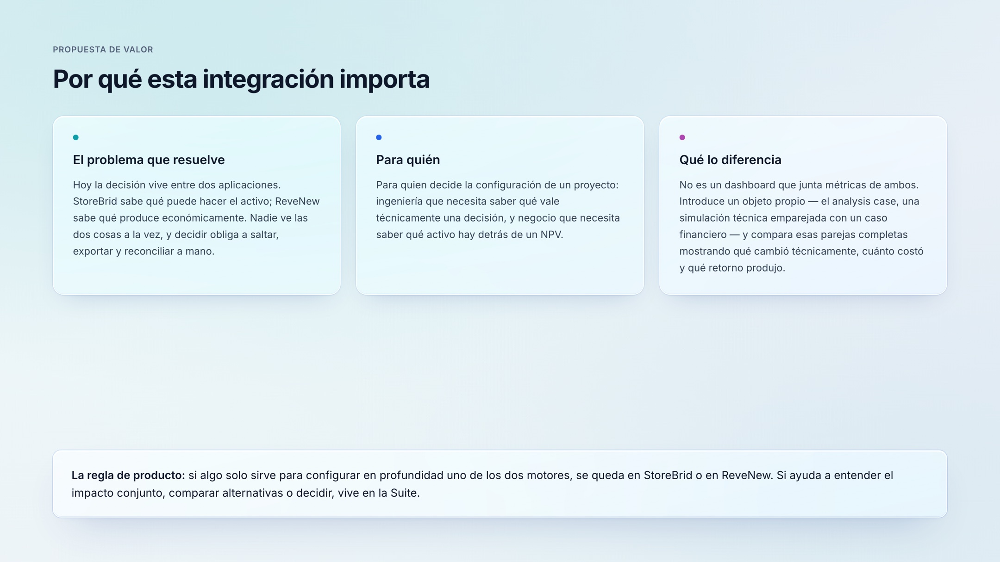 PROPUESTA DE VALOR
Por qué esta integración importa
El problema que resuelve
Hoy la decisión vive entre dos aplicaciones.
StoreBrid sabe qué puede hacer el activo; ReveNew
sabe qué produce económicamente. Nadie ve las
dos cosas a la vez, y decidir obliga a saltar,
exportar y reconciliar a mano.
Para quién
Para quien decide la configuración de un proyecto:
ingeniería que necesita saber qué vale
técnicamente una decisión, y negocio que necesita
saber qué activo hay detrás de un NPV.
Qué lo diferencia
No es un dashboard que junta métricas de ambos.
Introduce un objeto propio — el analysis case, una
simulación técnica emparejada con un caso
financiero — y compara esas parejas completas
mostrando qué cambió técnicamente, cuánto costó
y qué retorno produjo.
La regla de producto: si algo solo sirve para configurar en profundidad uno de los dos motores, se queda en StoreBrid o en ReveNew. Si ayuda a entender el
impacto conjunto, comparar alternativas o decidir, vive en la Suite.